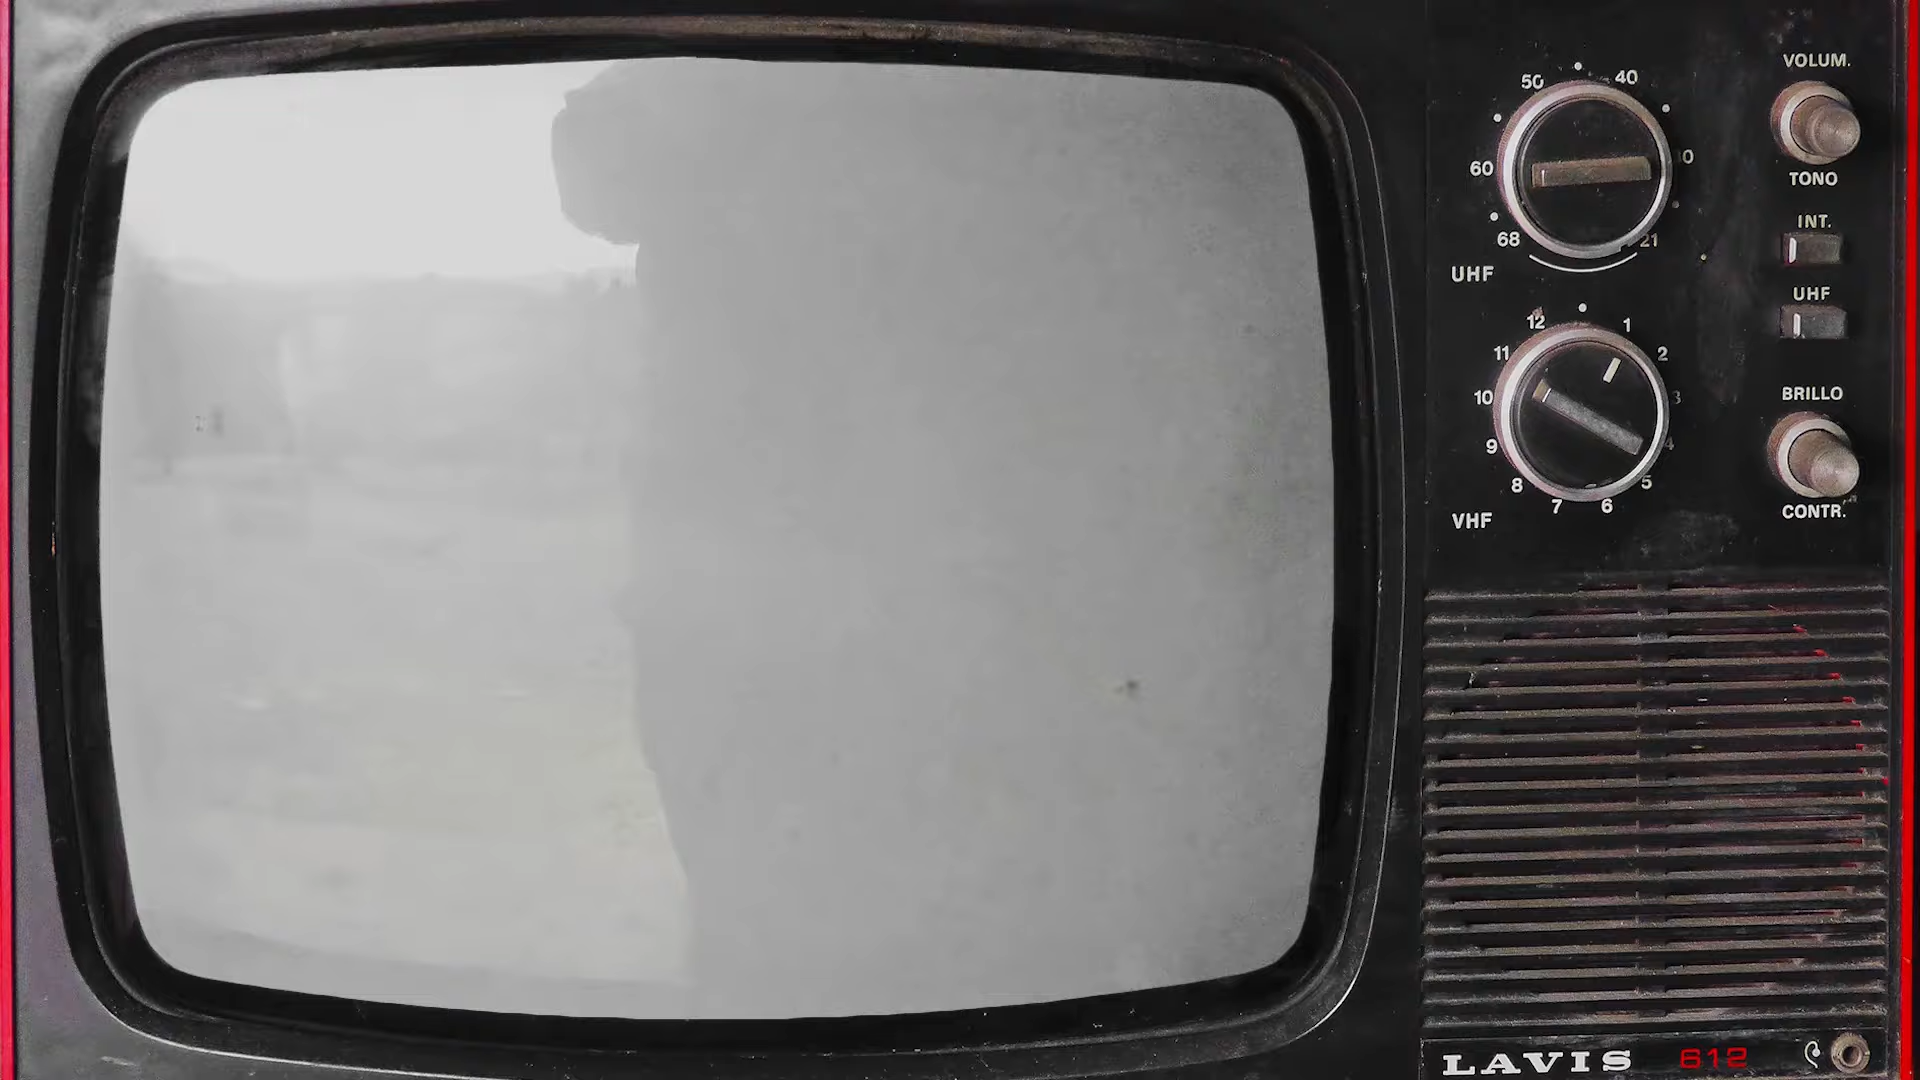 VOLUM.
TONO
INT.
UHF
BRILLO
CONTR.
50 40
60
68 21
UHF
12 1
11 2
10 3
9 4
8 5
7 6
VHF
LAVIS 612